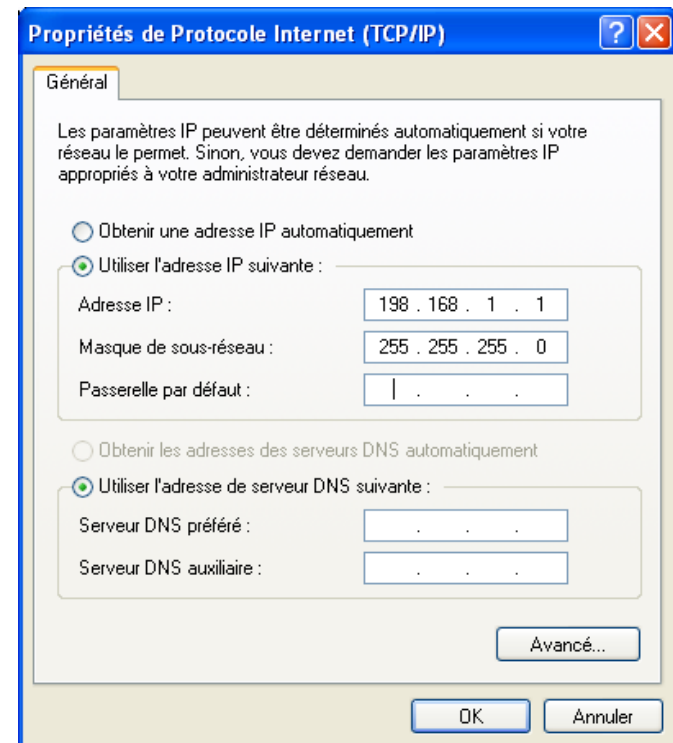 Propriétés de Protocole Internet (TCP/IP)
Général
Les paramètres IP peuvent être déterminés automatiquement si votre
réseau le permet. Sinon, vous devez demander les paramètres IP
appropriés à votre administrateur réseau.
Obtenir une adresse IP automatiquement
Utiliser l'adresse IP suivante :
Adresse IP : 198 . 168 . 1 . 1
Masque de sous-réseau : 255 . 255 . 255 . 0
Passerelle par défaut : . . .
Obtenir les adresses des serveurs DNS automatiquement
Utiliser l'adresse de serveur DNS suivante :
Serveur DNS préféré : . . .
Serveur DNS auxiliaire : . . .
Avancé...
OK Annuler